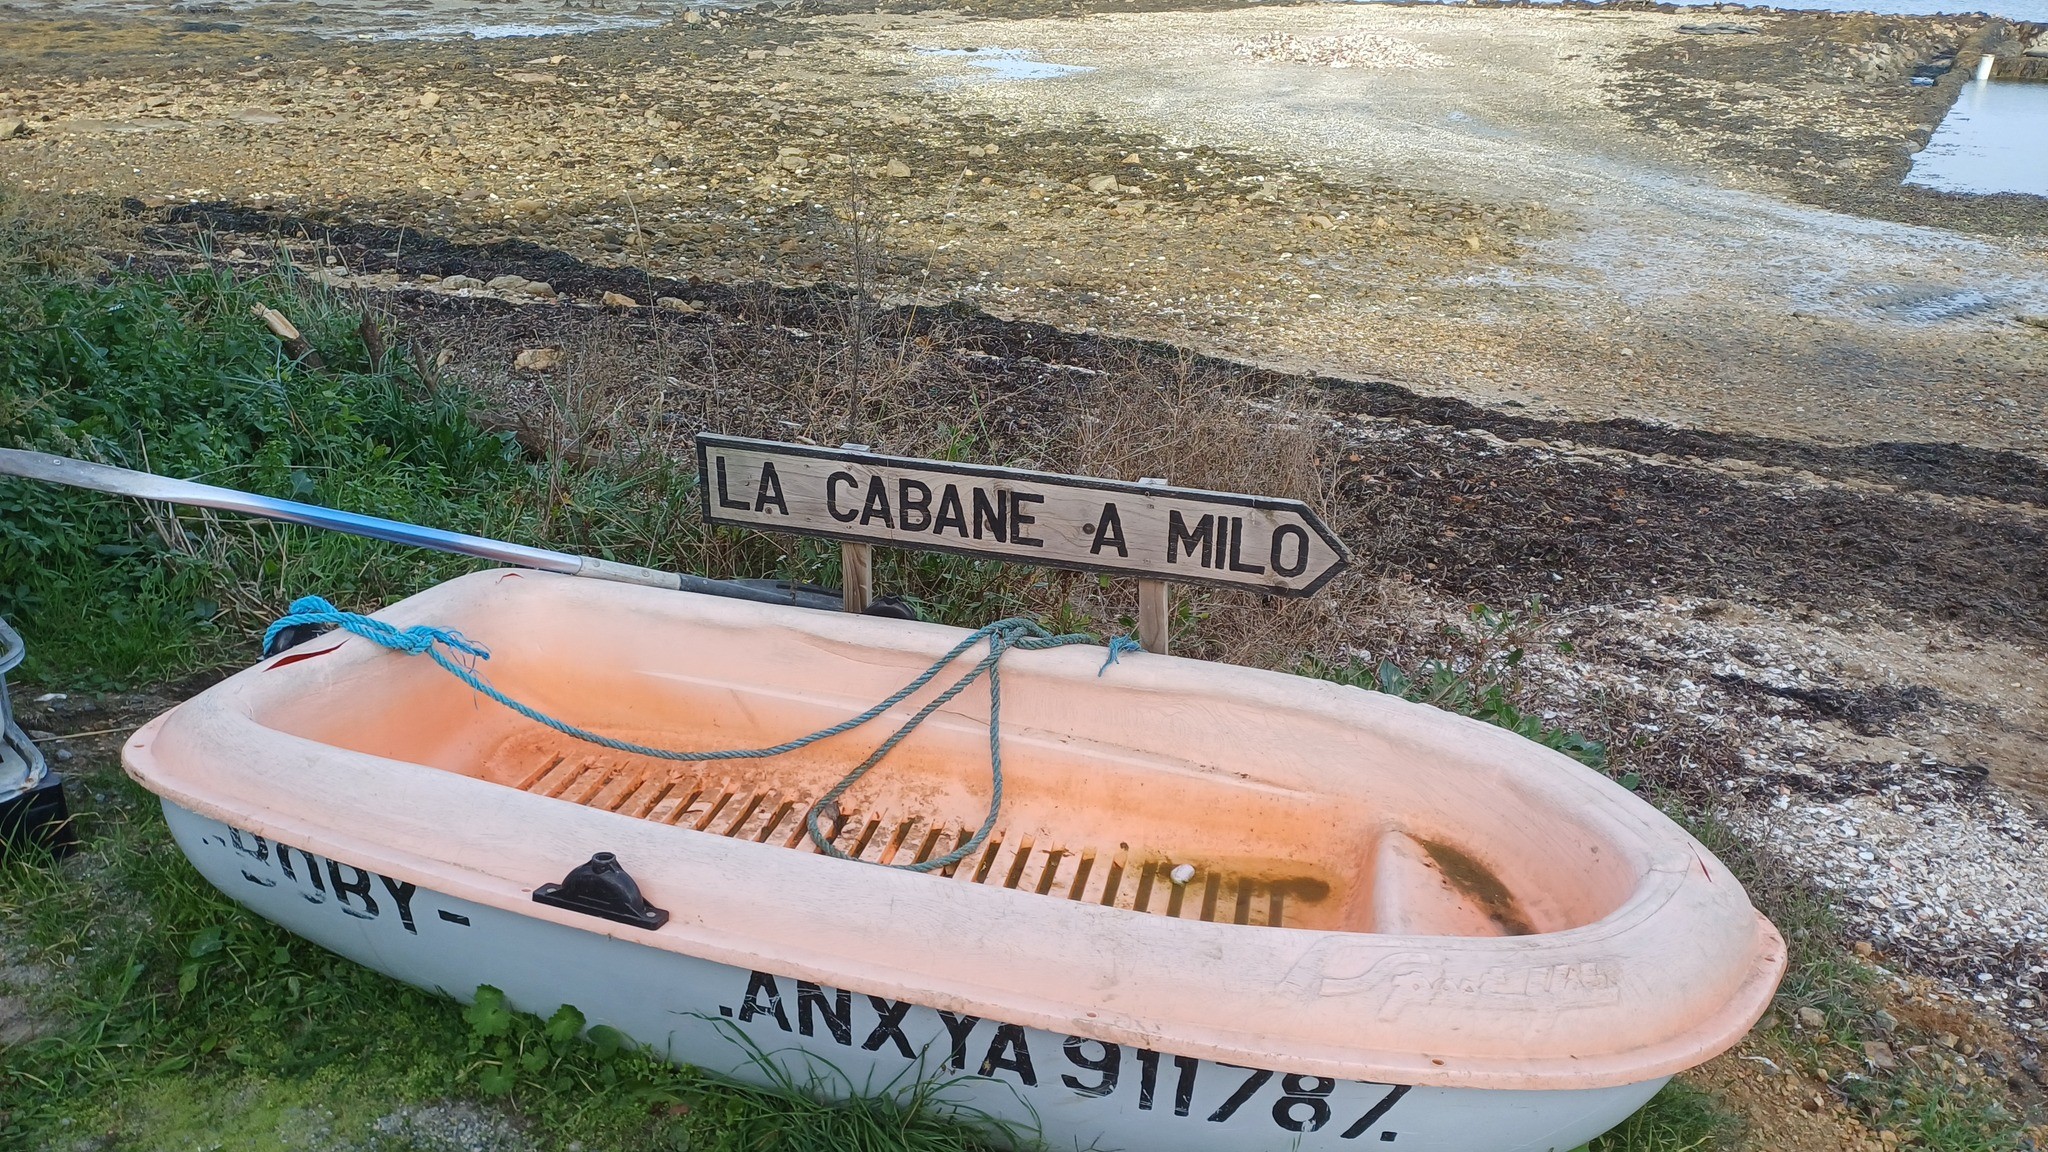 LA CABANE A MILO
BOBY-
.ANXYA 911787.